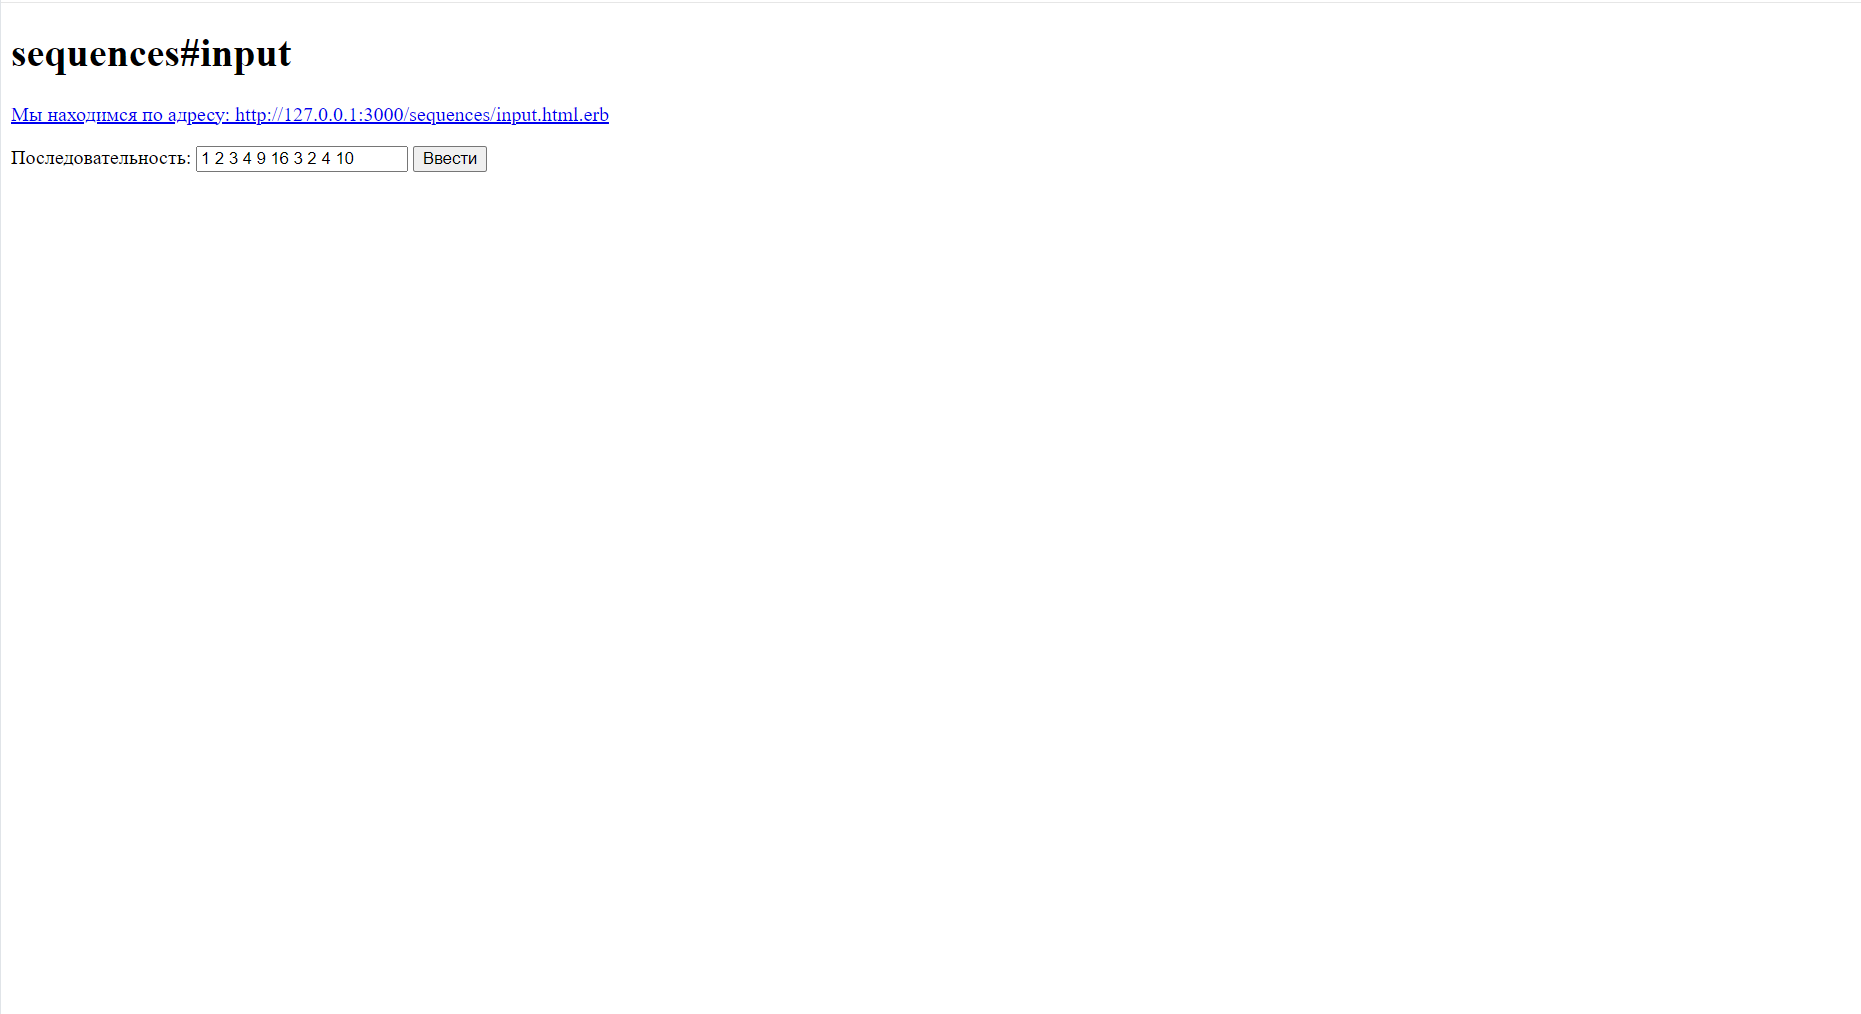 sequences#input
Мы находимся по адресу: http://127.0.0.1:3000/sequences/input.html.erb
Последовательность: 1 2 3 4 9 16 3 2 4 10 Ввести